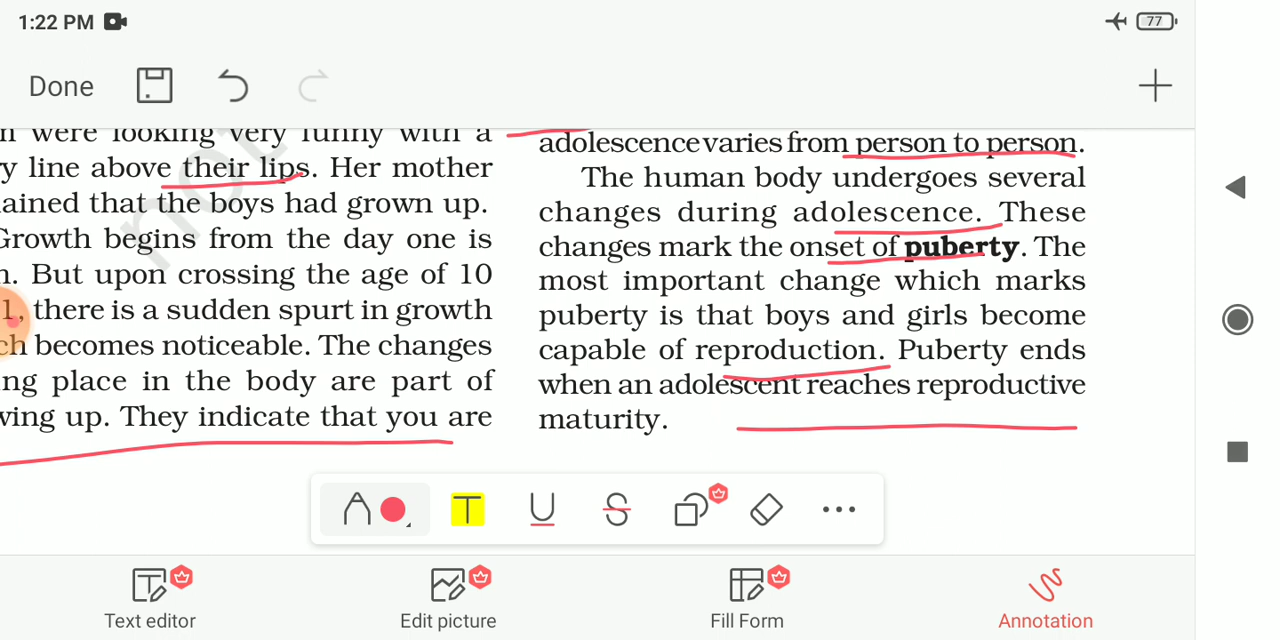 1:22 PM
77
Done
were looking very funny with a
line above their lips. Her mother
that the boys had grown up.
Growth begins from the day one is
But upon crossing the age of 10
there is a sudden spurt in growth
becomes noticeable. The changes
place in the body are part of
up. They indicate that you are
adolescence varies from person to person.
The human body undergoes several
changes during adolescence. These
changes mark the onset of puberty. The
most important change which marks
puberty is that boys and girls become
capable of reproduction. Puberty ends
when an adolescent reaches reproductive
maturity.
Text editor
Edit picture
Fill Form
Annotation